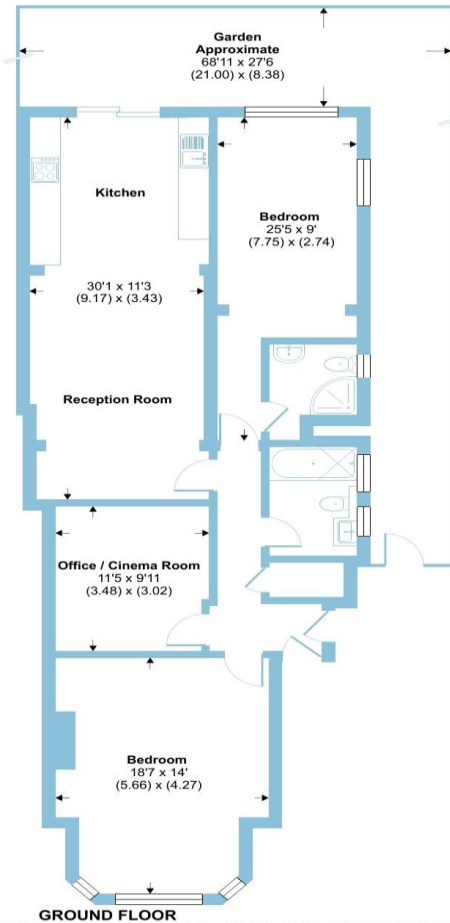 Garden
Approximate
68'11 x 27'6
(21.00) x (8.38)
Kitchen
Bedroom
25'5 x 9'
(7.75) x (2.74)
30'1 x 11'3
(9.17) x (3.43)
Reception Room
Office / Cinema Room
11'5 x 9'11
(3.48) x (3.02)
Bedroom
18'7 x 14'
(5.66) x (4.27)
GROUND FLOOR